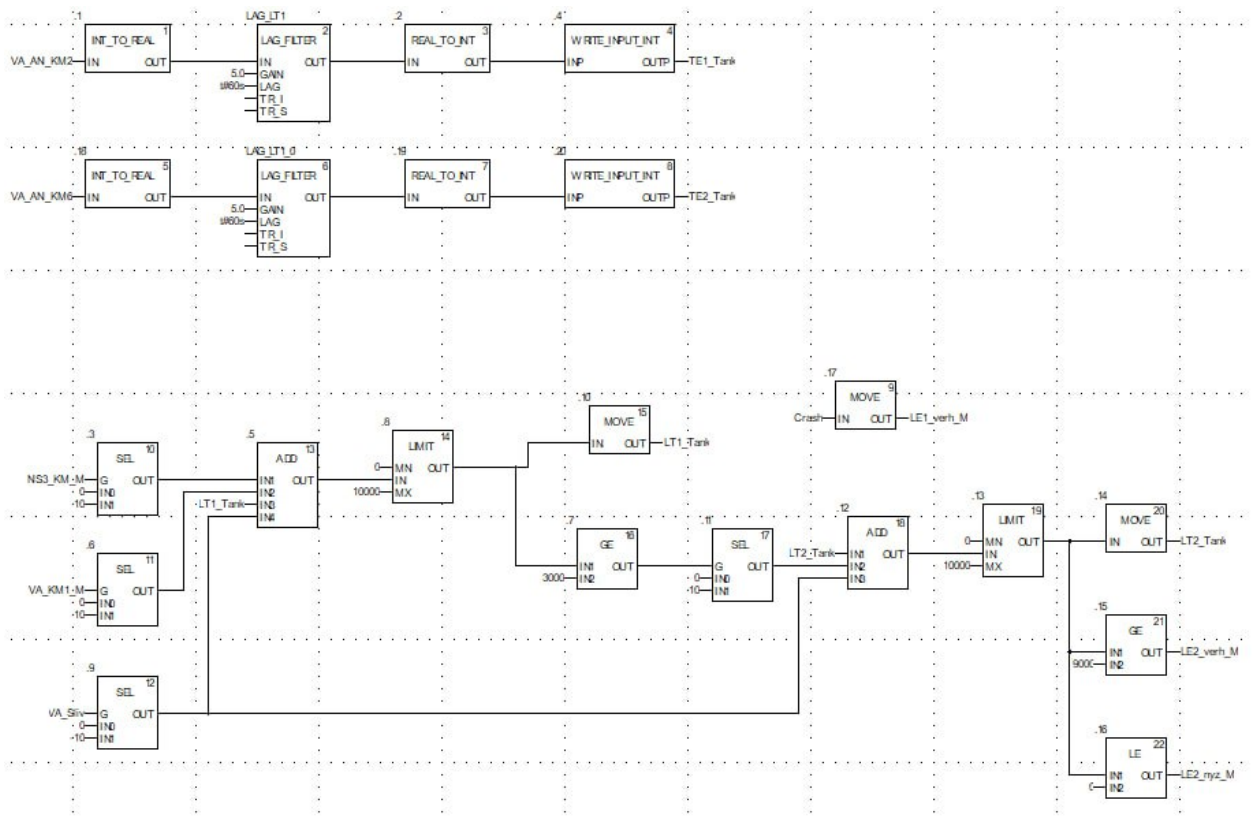 .1
INT_TO_REAL 1
VA_AN_KM2 IN OUT
LAG_LT1
LAG_FILTER 2
IN OUT
5.0 GAIN
t#60s LAG
TR_I
TR_S
.2
REAL_TO_INT 3
IN OUT
.4
WRITE_INPUT_INT 4
INP OUTP TE1_Tank
.18
INT_TO_REAL 5
VA_AN_KM6 IN OUT
LAG_LT1_0
LAG_FILTER 6
IN OUT
5.0 GAIN
t#60s LAG
TR_I
TR_S
.19
REAL_TO_INT 7
IN OUT
.20
WRITE_INPUT_INT 8
INP OUTP TE2_Tank
.17
MOVE 9
Crash IN OUT LE1_verh_M
.3
SEL 10
NS3_KM_M G OUT
0 IN0
-10 IN1
.5
ADD 13
IN1 OUT
IN2
LT1_Tank IN3
IN4
.8
LIMIT 14
0 MN OUT
IN
10000 MX
.10
MOVE 15
IN OUT LT1_Tank
.6
SEL 11
VA_KM1_M G OUT
0 IN0
-10 IN1
.7
GE 16
IN1 OUT
3000 IN2
.11
SEL 17
G OUT
0 IN0
-10 IN1
.12
ADD 18
LT2_Tank IN1 OUT
IN2
IN3
.13
LIMIT 19
0 MN OUT
IN
10000 MX
.14
MOVE 20
IN OUT LT2_Tank
.15
GE 21
IN1 OUT LE2_verh_M
9000 IN2
.9
SEL 12
VA_Sliv G OUT
0 IN0
-10 IN1
.16
LE 22
IN1 OUT LE2_nyz_M
0 IN2